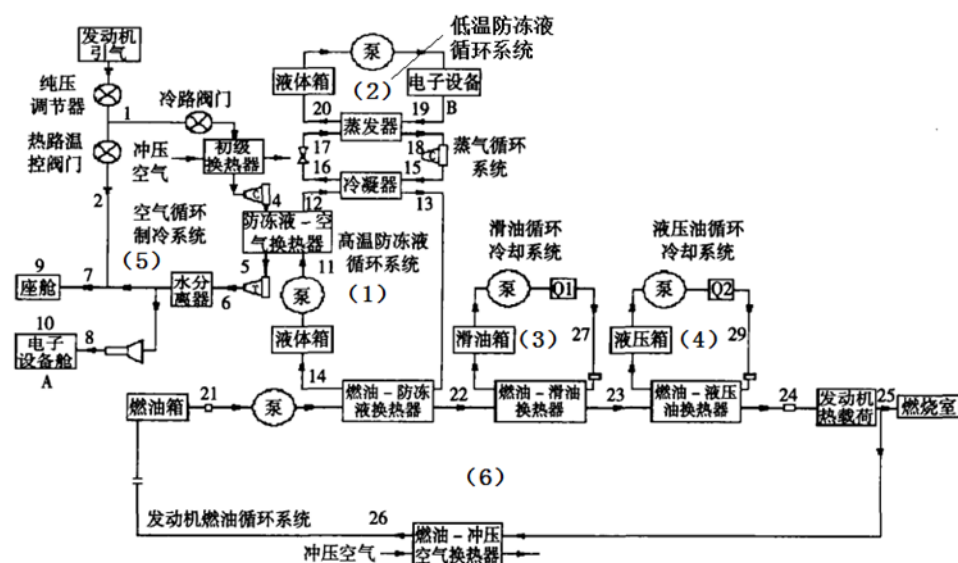 发动机
引气
纯压
调节器
1
冷路阀门
热路温
控阀门
冲压
空气
初级
换热器
2
空气循环
制冷系统
C
4
防冻液-空
气换热器
(5)
9
座舱
7
水分
离器
6
5
T
11
10
电子
设备舱
8
A
泵
低温防冻液
循环系统
液体箱
(2)
电子设备
20
19
B
蒸发器
17
18
C
蒸气循环
系统
16
15
冷凝器
12
13
高温防冻液
循环系统
泵
(1)
液体箱
14
滑油循环
冷却系统
泵
Q1
滑油箱
(3)
27
液压油循环
冷却系统
泵
Q2
液压箱
(4)
29
燃油箱
21
泵
燃油-防冻
液换热器
22
燃油-滑油
换热器
23
燃油-液压
油换热器
24
发动机
热载荷
25
燃烧室
(6)
发动机燃油循环系统
26
冲压空气
燃油-冲压
空气换热器